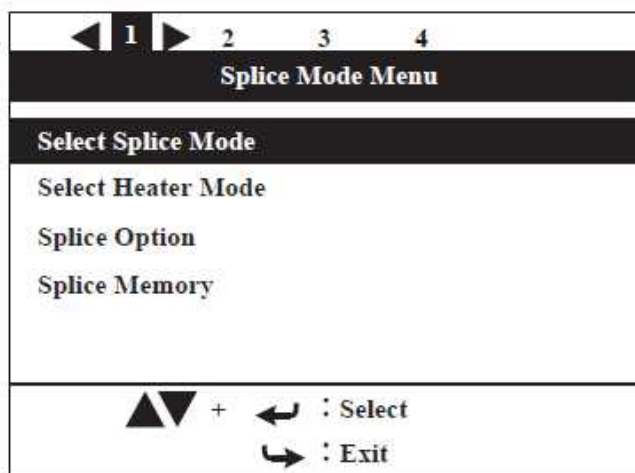 ◀ 1 ▶ 2 3 4
Splice Mode Menu
Select Splice Mode
Select Heater Mode
Splice Option
Splice Memory
▲▼ + ↵ : Select
↪ : Exit